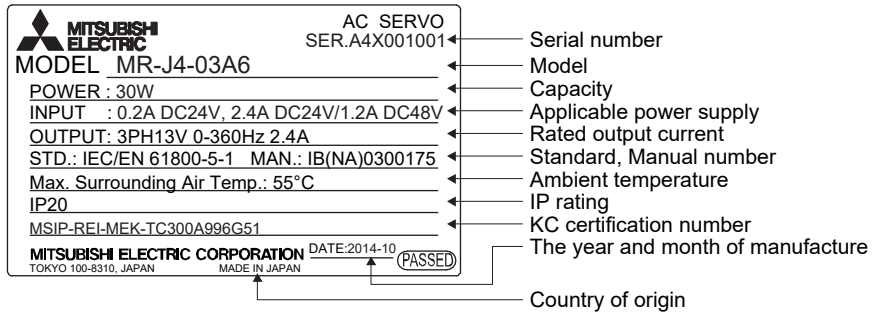 MITSUBISHI ELECTRIC
AC SERVO
SER.A4X001001
MODEL MR-J4-03A6
POWER : 30W
INPUT : 0.2A DC24V, 2.4A DC24V/1.2A DC48V
OUTPUT: 3PH13V 0-360Hz 2.4A
STD.: IEC/EN 61800-5-1 MAN.: IB(NA)0300175
Max. Surrounding Air Temp.: 55°C
IP20
MSIP-REI-MEK-TC300A996G51
MITSUBISHI ELECTRIC CORPORATION DATE:2014-10
TOKYO 100-8310, JAPAN MADE IN JAPAN
PASSED
Serial number
Model
Capacity
Applicable power supply
Rated output current
Standard, Manual number
Ambient temperature
IP rating
KC certification number
The year and month of manufacture
Country of origin